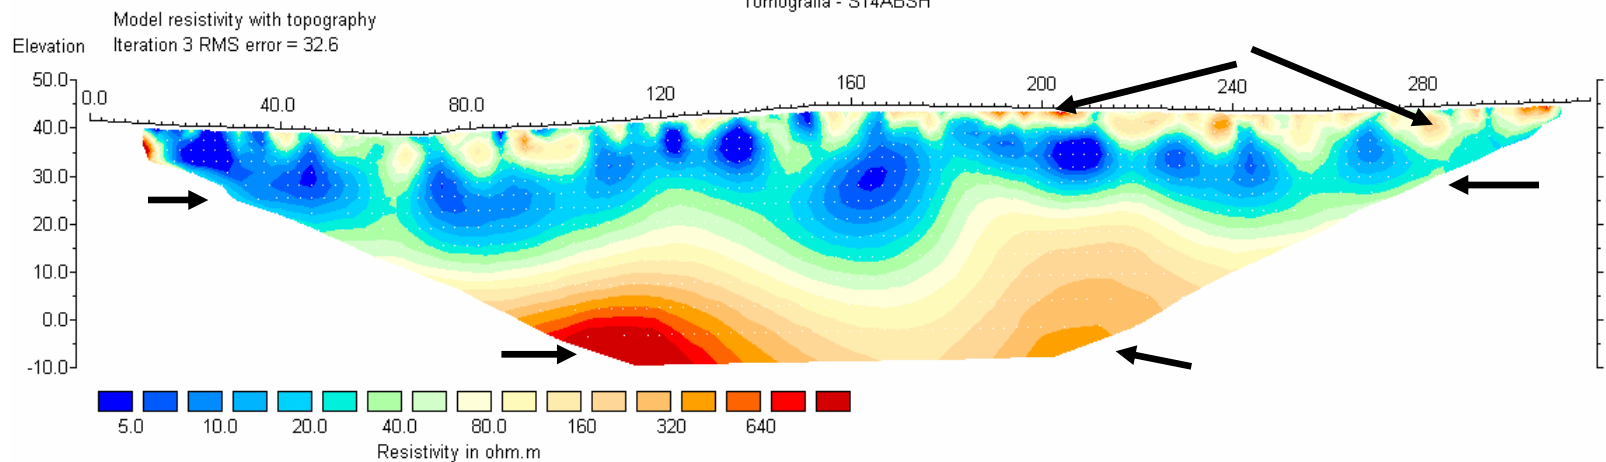 Tomografia - S14ABSH
Model resistivity with topography
Elevation Iteration 3 RMS error = 32.6
50.0
0.0 40.0 80.0 120 160 200 240 280
40.0
30.0
20.0
10.0
0.0
-10.0
5.0 10.0 20.0 40.0 80.0 160 320 640
Resistivity in ohm.m